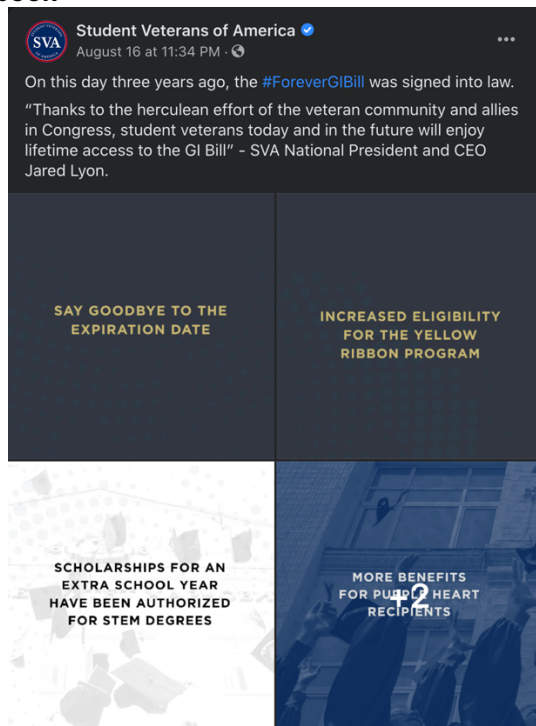 SVA
Student Veterans of America
August 16 at 11:34 PM ·
On this day three years ago, the #ForeverGIBill was signed into law.
“Thanks to the herculean effort of the veteran community and allies
in Congress, student veterans today and in the future will enjoy
lifetime access to the GI Bill” - SVA National President and CEO
Jared Lyon.
SAY GOODBYE TO THE
EXPIRATION DATE
INCREASED ELIGIBILITY
FOR THE YELLOW
RIBBON PROGRAM
SCHOLARSHIPS FOR AN
EXTRA SCHOOL YEAR
HAVE BEEN AUTHORIZED
FOR STEM DEGREES
MORE BENEFITS
FOR PURPLE HEART
RECIPIENTS
+2